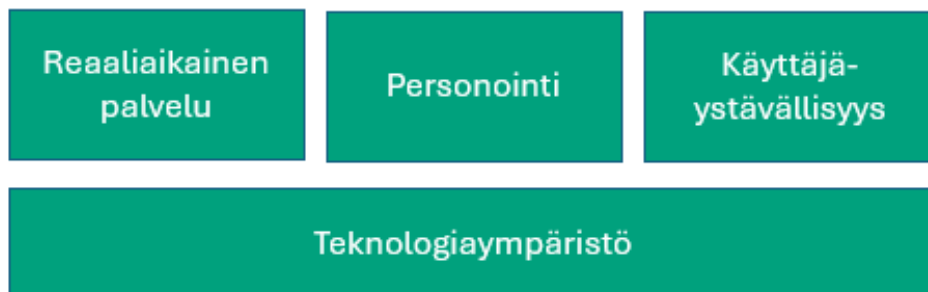 Reaaliaikainen
palvelu
Personointi
Käyttäjä-
ystävällisyys
Teknologiaympäristö